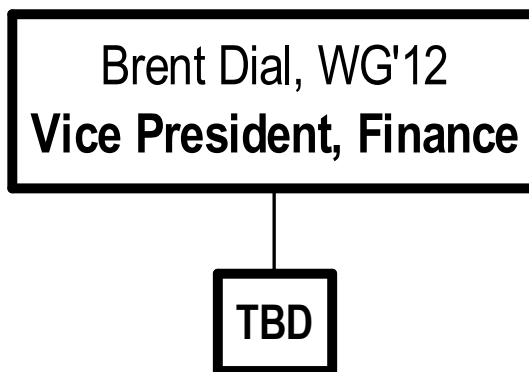 Brent Dial, WG'12
Vice President, Finance
TBD